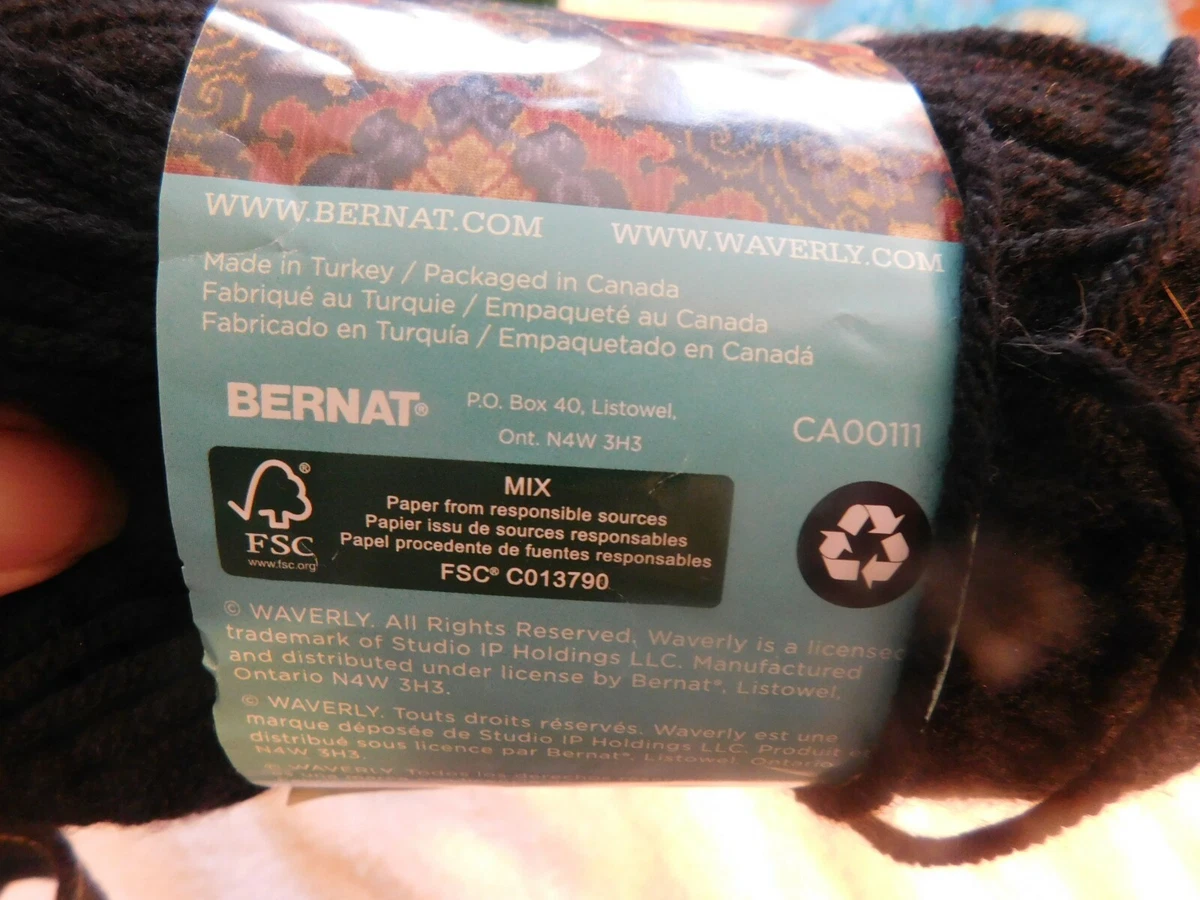 WWW.BERNAT.COM WWW.WAVERLY.COM
Made in Turkey / Packaged in Canada
Fabriqué au Turquie / Empaqueté au Canada
Fabricado en Turquía / Empaquetado en Canadá
BERNAT® P.O. Box 40, Listowel,
Ont. N4W 3H3
CA00111
MIX
Paper from responsible sources
Papier issu de sources responsables
Papel procedente de fuentes responsables
FSC® C013790
®
FSC
www.fsc.org
© WAVERLY. All Rights Reserved. Waverly is a licensed
trademark of Studio IP Holdings LLC. Manufactured
and distributed under license by Bernat®, Listowel,
Ontario N4W 3H3.
© WAVERLY. Touts droits réservés. Waverly est une
marque déposée de Studio IP Holdings LLC. Produit et
distribué sous licence par Bernat®, Listowel, Ontario
N4W 3H3.
© WAVERLY. Todos los derechos